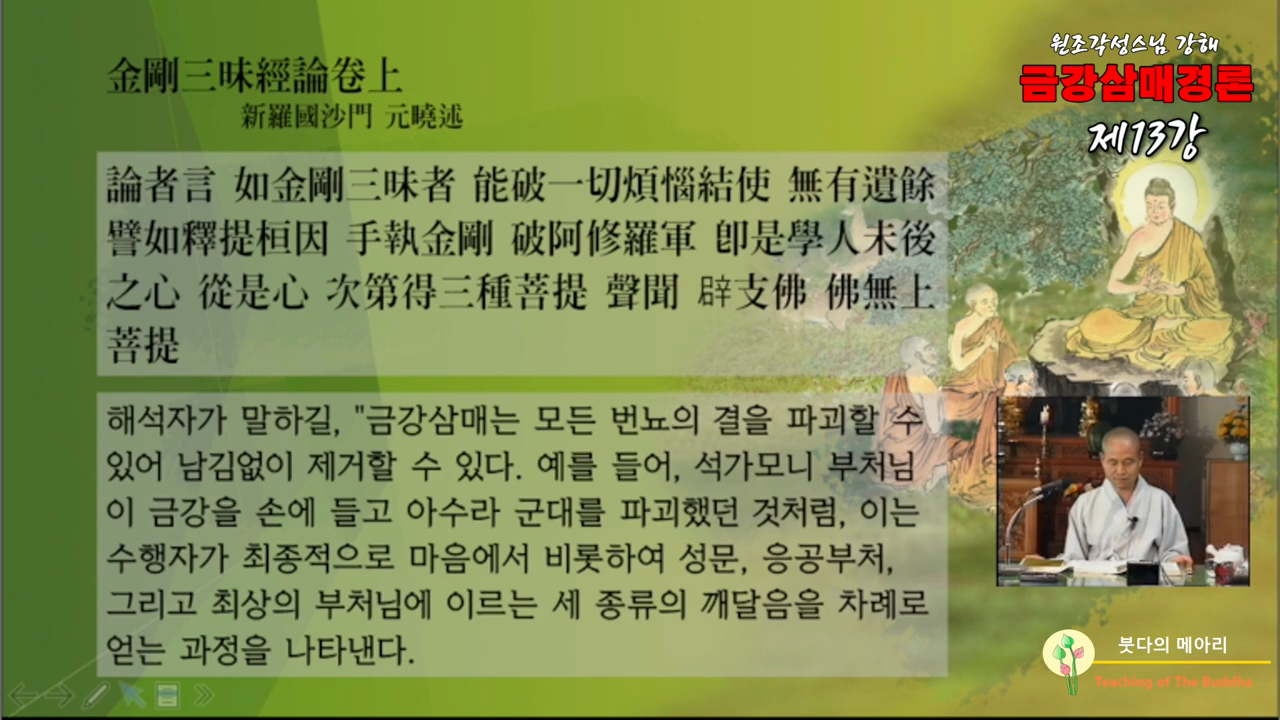 金剛三昧經論卷上
新羅國沙門 元曉述
論者言 如金剛三昧者 能破一切煩惱結使 無有遺餘
譬如釋提桓因 手執金剛 破阿修羅軍 卽是學人未後
之心 從是心 次第得三種菩提 聲聞 辟支佛 佛無上
菩提
해석자가 말하길, "금강삼매는 모든 번뇌의 결을 파괴할 수
있어 남김없이 제거할 수 있다. 예를 들어, 석가모니 부처님
이 금강을 손에 들고 아수라 군대를 파괴했던 것처럼, 이는
수행자가 최종적으로 마음에서 비롯하여 성문, 응공부처,
그리고 최상의 부처님에 이르는 세 종류의 깨달음을 차례로
얻는 과정을 나타낸다.
원조각성스님 강해
금강삼매경론
제13강
붓다의 메아리
Teaching of The Buddha